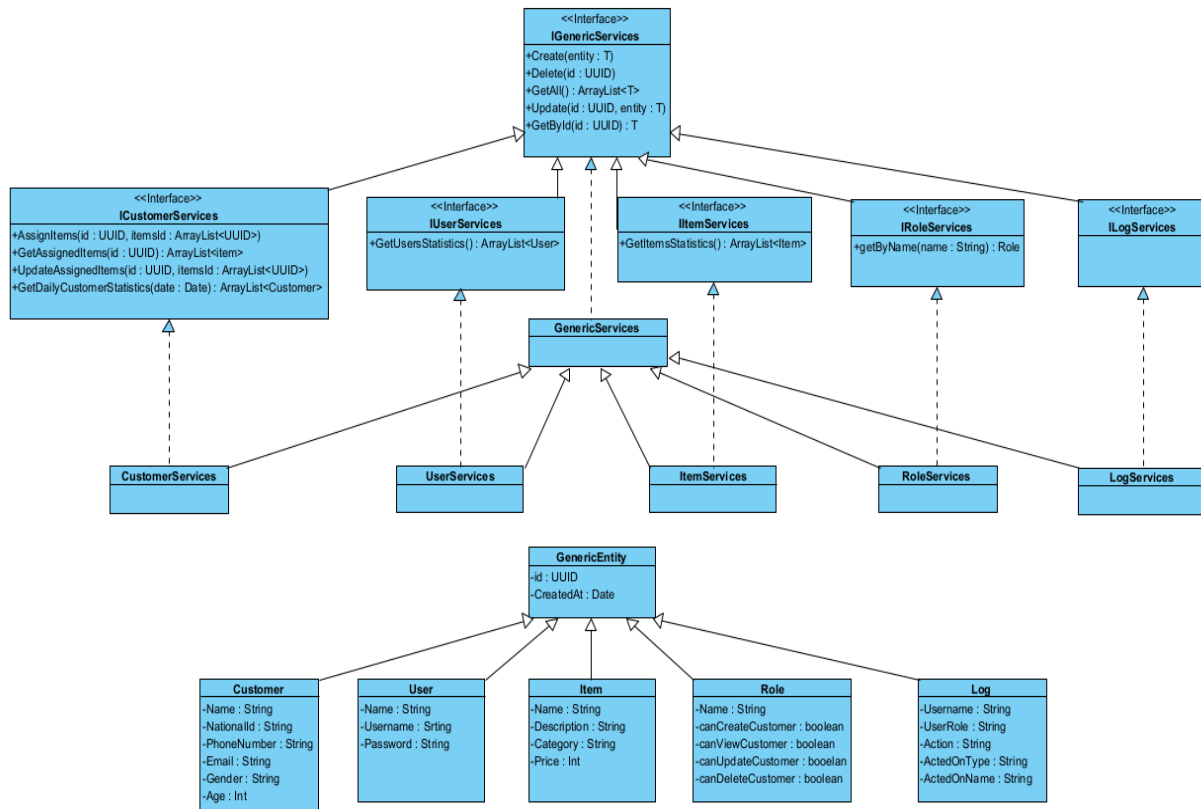 <<Interface>>
IGenericServices
+Create(entity : T)
+Delete(id : UUID)
+GetAll() : ArrayList<T>
+Update(id : UUID, entity : T)
+GetById(id : UUID) : T
<<Interface>>
ICustomerServices
+AssignItems(id : UUID, itemsId : ArrayList<UUID>)
+GetAssignedItems(id : UUID) : ArrayList<item>
+UpdateAssignedItems(id : UUID, itemsId : ArrayList<UUID>)
+GetDailyCustomerStatistics(date : Date) : ArrayList<Customer>
<<Interface>>
IUserServices
+GetUsersStatistics() : ArrayList<User>
<<Interface>>
IItemServices
+GetItemsStatistics() : ArrayList<Item>
<<Interface>>
IRoleServices
+getByName(name : String) : Role
<<Interface>>
ILogServices
GenericServices
CustomerServices
UserServices
ItemServices
RoleServices
LogServices
GenericEntity
-id : UUID
-CreatedAt : Date
Customer
-Name : String
-NationalId : String
-PhoneNumber : String
-Email : String
-Gender : String
-Age : Int
User
-Name : String
-Username : Srting
-Password : String
Item
-Name : String
-Description : String
-Category : String
-Price : Int
Role
-Name : String
-canCreateCustomer : boolean
-canViewCustomer : boolean
-canUpdateCustomer : booelan
-canDeleteCustomer : boolean
Log
-Username : String
-UserRole : String
-Action : String
-ActedOnType : String
-ActedOnName : String